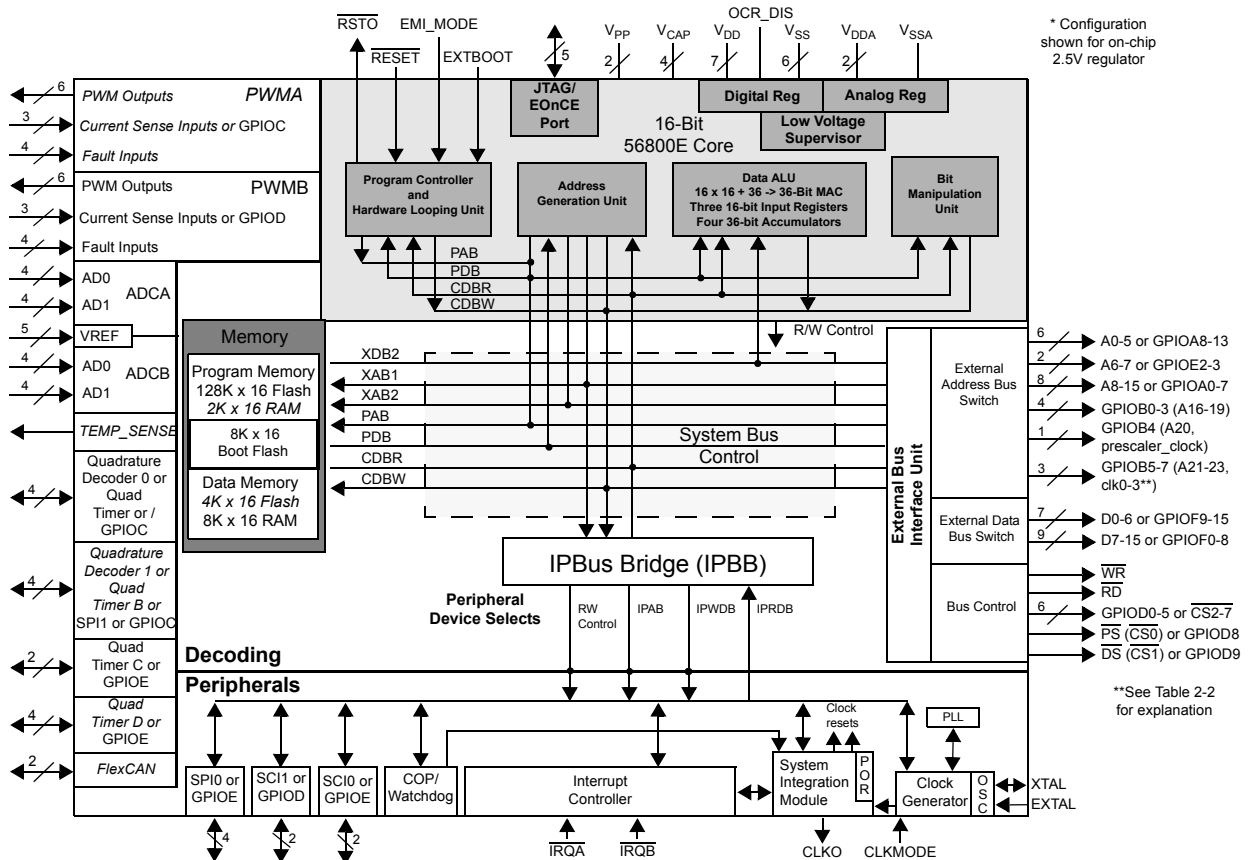 RSTO
EMI_MODE
OCR_DIS
RESET
EXTBOOT
5
VPP
2
VCAP
4
VDD
7
VSS
6
VDDA
2
VSSA
* Configuration
shown for on-chip
2.5V regulator
6
PWM Outputs
PWMA
3
Current Sense Inputs or GPIOC
4
Fault Inputs
6
PWM Outputs
PWMB
3
Current Sense Inputs or GPIOD
4
Fault Inputs
4
AD0
ADCA
4
AD1
5
VREF
4
AD0
ADCB
4
AD1
TEMP_SENSE
4
Quadrature
Decoder 0 or
Quad
Timer or /
GPIOC
4
Quadrature
Decoder 1 or
Quad
Timer B or
SPI1 or GPIOC
2
Quad
Timer C or
GPIOE
4
Quad
Timer D or
GPIOE
2
FlexCAN
JTAG/
EOnCE
Port
16-Bit
56800E Core
Digital Reg
Analog Reg
Low Voltage
Supervisor
Program Controller
and
Hardware Looping Unit
Address
Generation Unit
Data ALU
16 x 16 + 36 -> 36-Bit MAC
Three 16-bit Input Registers
Four 36-bit Accumulators
Bit
Manipulation
Unit
PAB
PDB
CDBR
CDBW
R/W Control
Memory
Program Memory
128K x 16 Flash
2K x 16 RAM
8K x 16
Boot Flash
Data Memory
4K x 16 Flash
8K x 16 RAM
XDB2
XAB1
XAB2
PAB
PDB
CDBR
CDBW
System Bus
Control
External Bus
Interface Unit
External
Address Bus
Switch
External Data
Bus Switch
Bus Control
6
A0-5 or GPIOA8-13
2
A6-7 or GPIOE2-3
8
A8-15 or GPIOA0-7
4
GPIOB0-3 (A16-19)
1
GPIOB4 (A20,
prescaler_clock)
3
GPIOB5-7 (A21-23,
clk0-3**)
7
D0-6 or GPIOF9-15
9
D7-15 or GPIOF0-8
WR
RD
6
GPIOD0-5 or CS2-7
PS (CS0) or GPIOD8
DS (CS1) or GPIOD9
**See Table 2-2
for explanation
IPBus Bridge (IPBB)
Peripheral
Device Selects
RW
Control
IPAB
IPWDB
IPRDB
Decoding
Peripherals
Clock
resets
PLL
SPI0 or
GPIOE
SCI1 or
GPIOD
SCI0 or
GPIOE
COP/
Watchdog
Interrupt
Controller
System
Integration
Module
POR
Clock
Generator
OSC
XTAL
EXTAL
4
2
2
IRQA
IRQB
CLKO
CLKMODE